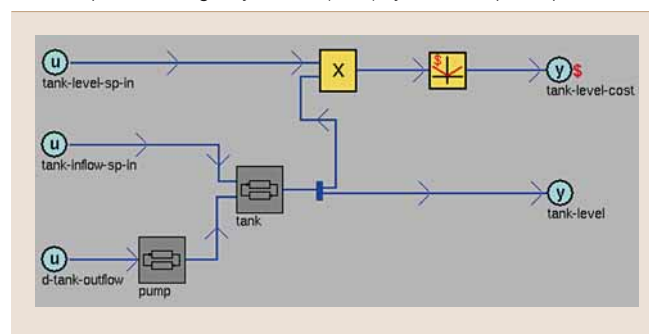 u
tank-level-sp-in
X
$
y $
tank-level-cost
u
tank-inflow-sp-in
tank
y
tank-level
u
d-tank-outflow
pump